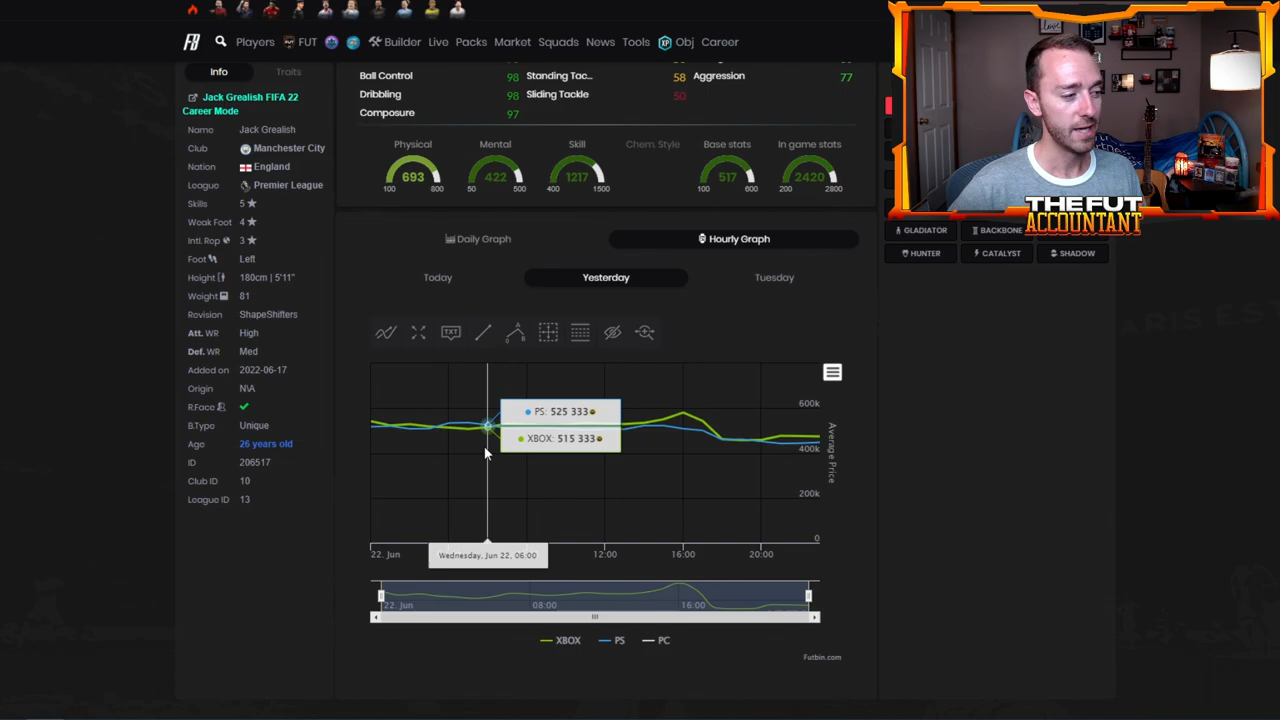 F8 Players FUT Builder Live Packs Market Squads News Tools XP Obj Career
Info Traits
Jack Grealish FIFA 22
Career Mode
Name Jack Grealish
Club Manchester City
Nation England
League Premier League
Skills 5
Weak Foot 4
Intl. Rep 3
Foot Left
Height 180cm | 5'11"
Weight 81
Revision ShapeShifters
Att. WR High
Def. WR Med
Added on 2022-06-17
Origin N\A
R.Face
B.Type Unique
Age 26 years old
ID 206517
Club ID 10
League ID 13
Ball Control 98 Standing Tac... 58 Aggression 77
Dribbling 98 Sliding Tackle 50
Composure 97
Physical Mental Skill Chem. Style Base stats In game stats
693 422 1217 517 2420
100 800 50 500 400 1500 100 600 200 2800
Daily Graph Hourly Graph
Today Yesterday Tuesday
TXT
PS: 525 333
XBOX: 515 333
600k
400k
200k
0
Average Price
Wednesday, Jun 22, 06:00
22. Jun 12:00 16:00 20:00
22. Jun 08:00 16:00
XBOX PS PC
Futbin.com
THE FUT
ACCOUNTANT
GLADIATOR BACKBONE
HUNTER CATALYST SHADOW